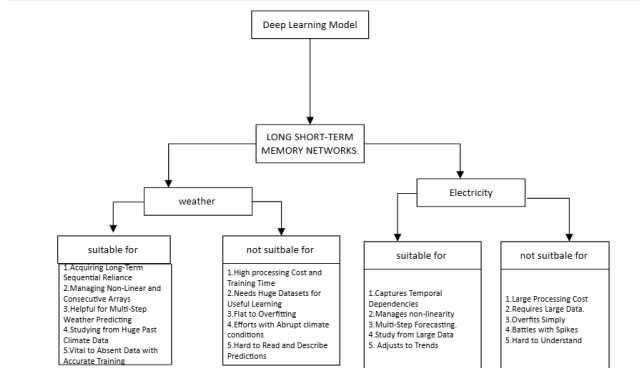 Deep Learning Model
LONG SHORT-TERM
MEMORY NETWORKS
weather
Electricity
suitable for
1.Acquiring Long-Term
Sequential Reliance
2.Managing Non-Linear and
Consecutive Arrays
3.Helpful for Multi-Step
Weather Predicting
4.Studying from Huge Past
Climate Data
5.Vital to Absent Data with
Accurate Training
not suitbale for
1.High processing Cost and
Training Time
2.Needs Huge Datasets for
Useful Learning
3.Flat to Overfitting
4.Efforts with Abrupt climate
conditions
5.Hard to Read and Describe
Predictions
suitable for
1.Captures Temporal
Dependencies
2.Manages non-linearity
3.Multi-Step Forecasting.
4.Study from Large Data
5. Adjusts to Trends
not suitbale for
1.Large Processing Cost
2.Requires Large Data.
3.Overfits Simply
4.Battles with Spikes
5.Hard to Understand